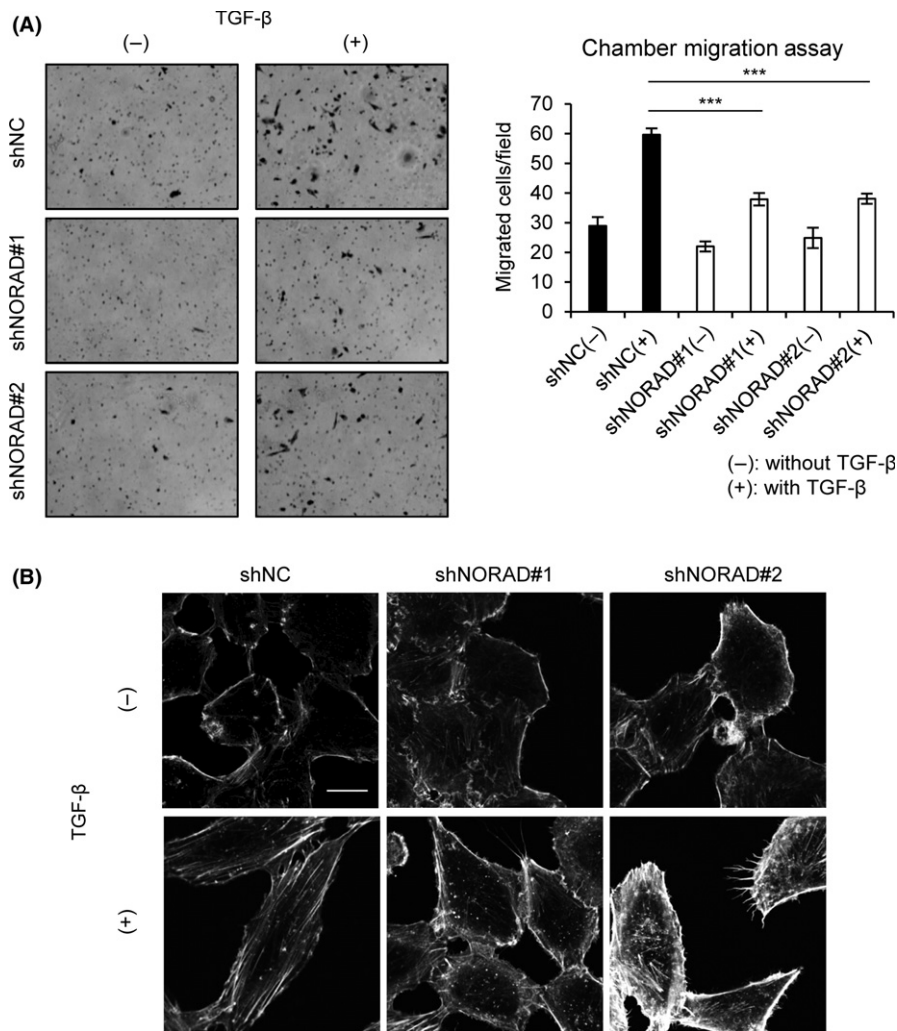 (A)
TGF-β
(–)
(+)
shNC
shNORAD#1
shNORAD#2
Chamber migration assay
***
***
Migrated cells/field
70
60
50
40
30
20
10
0
shNC(–)
shNC(+)
shNORAD#1(–)
shNORAD#1(+)
shNORAD#2(–)
shNORAD#2(+)
(–): without TGF-β
(+): with TGF-β
(B)
shNC
shNORAD#1
shNORAD#2
TGF-β
(–)
(+)